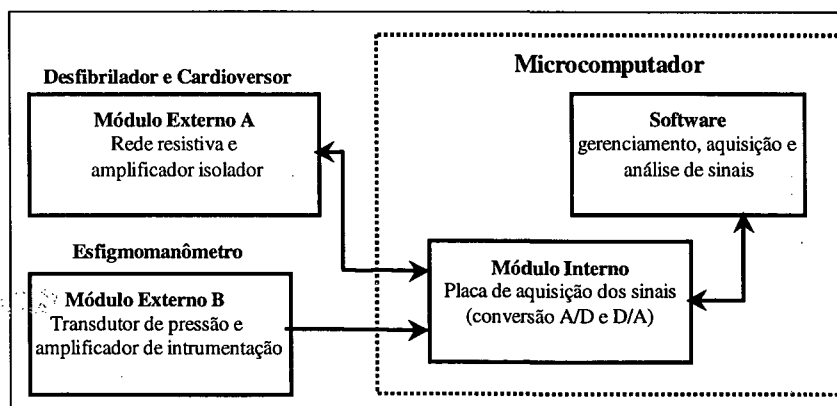 Desfibrilador e Cardioversor
Módulo Externo A
Rede resistiva e
amplificador isolador
Esfigmomanômetro
Módulo Externo B
Transdutor de pressão e
amplificador de intrumentação
Microcomputador
Software
gerenciamento, aquisição e
análise de sinais
Módulo Interno
Placa de aquisição dos sinais
(conversão A/D e D/A)